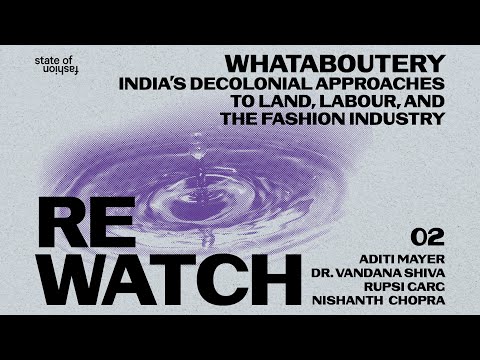 state of
fashion
WHATABOUTERY
INDIA'S DECOLONIAL APPROACHES
TO LAND, LABOUR, AND
THE FASHION INDUSTRY
RE
WATCH
02
ADITI MAYER
DR. VANDANA SHIVA
RUPSI GARG
NISHANTH CHOPRA